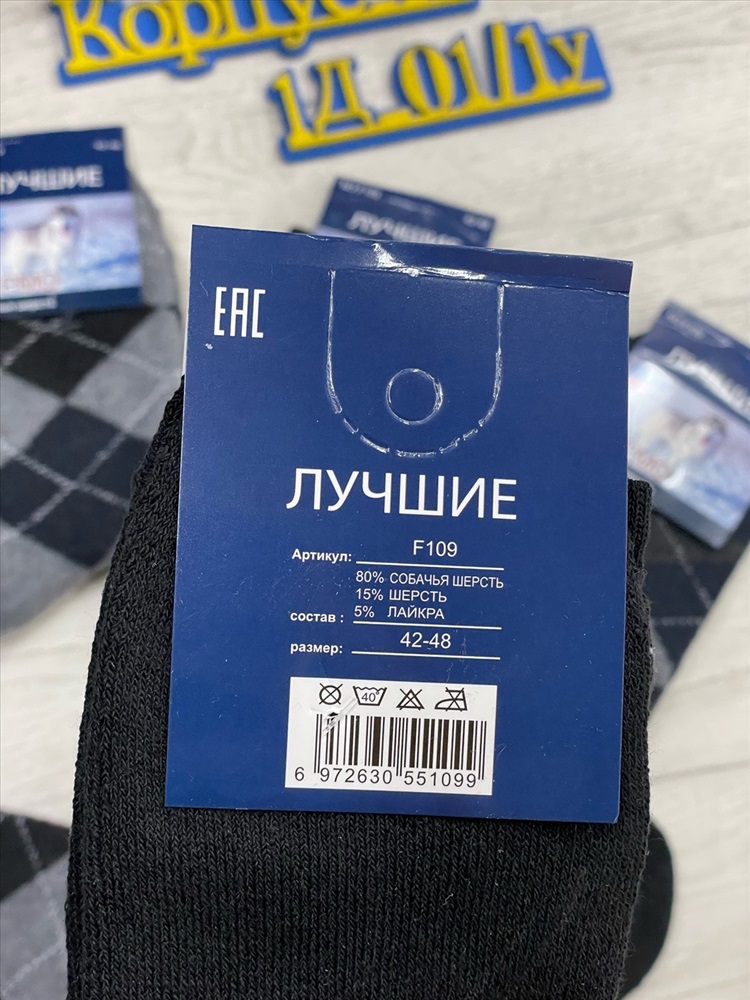 Корпус
1Д_01/1у
ЛУЧШИЕ
ЛУЧШИЕ
EAC
ЛУЧШИЕ
Артикул: F109
80% СОБАЧЬЯ ШЕРСТЬ
15% ШЕРСТЬ
состав : 5% ЛАЙКРА
размер: 42-48
40
6 972630 551099